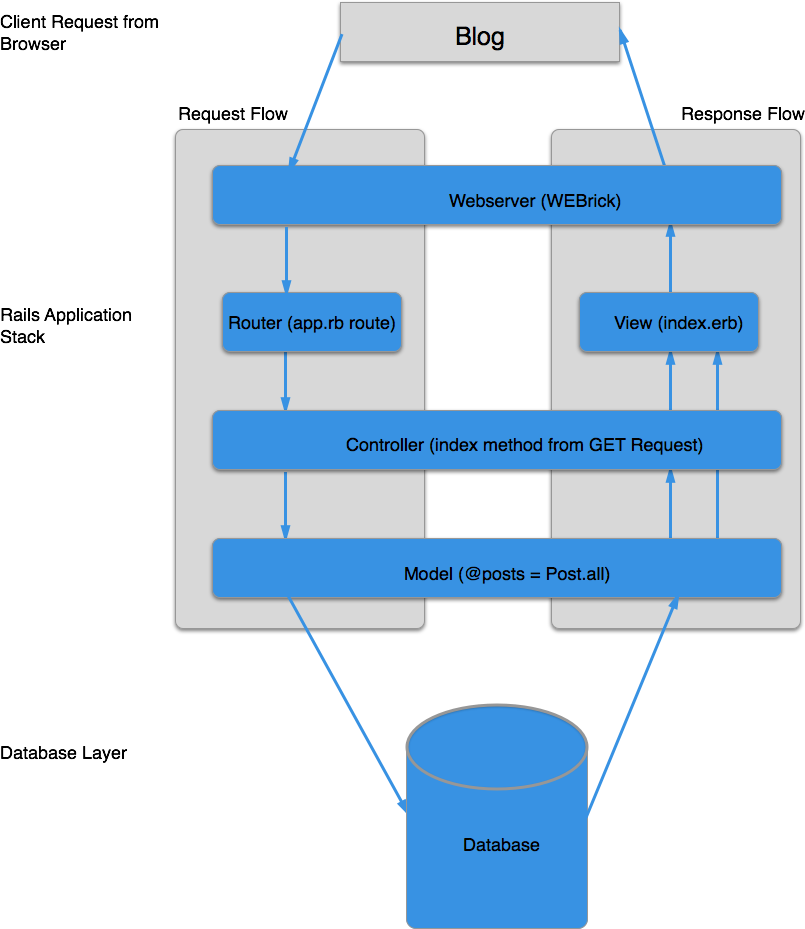 Client Request from
Browser
Blog
Request Flow
Response Flow
Webserver (WEBrick)
Rails Application
Stack
Router (app.rb route)
View (index.erb)
Controller (index method from GET Request)
Model (@posts = Post.all)
Database Layer
Database